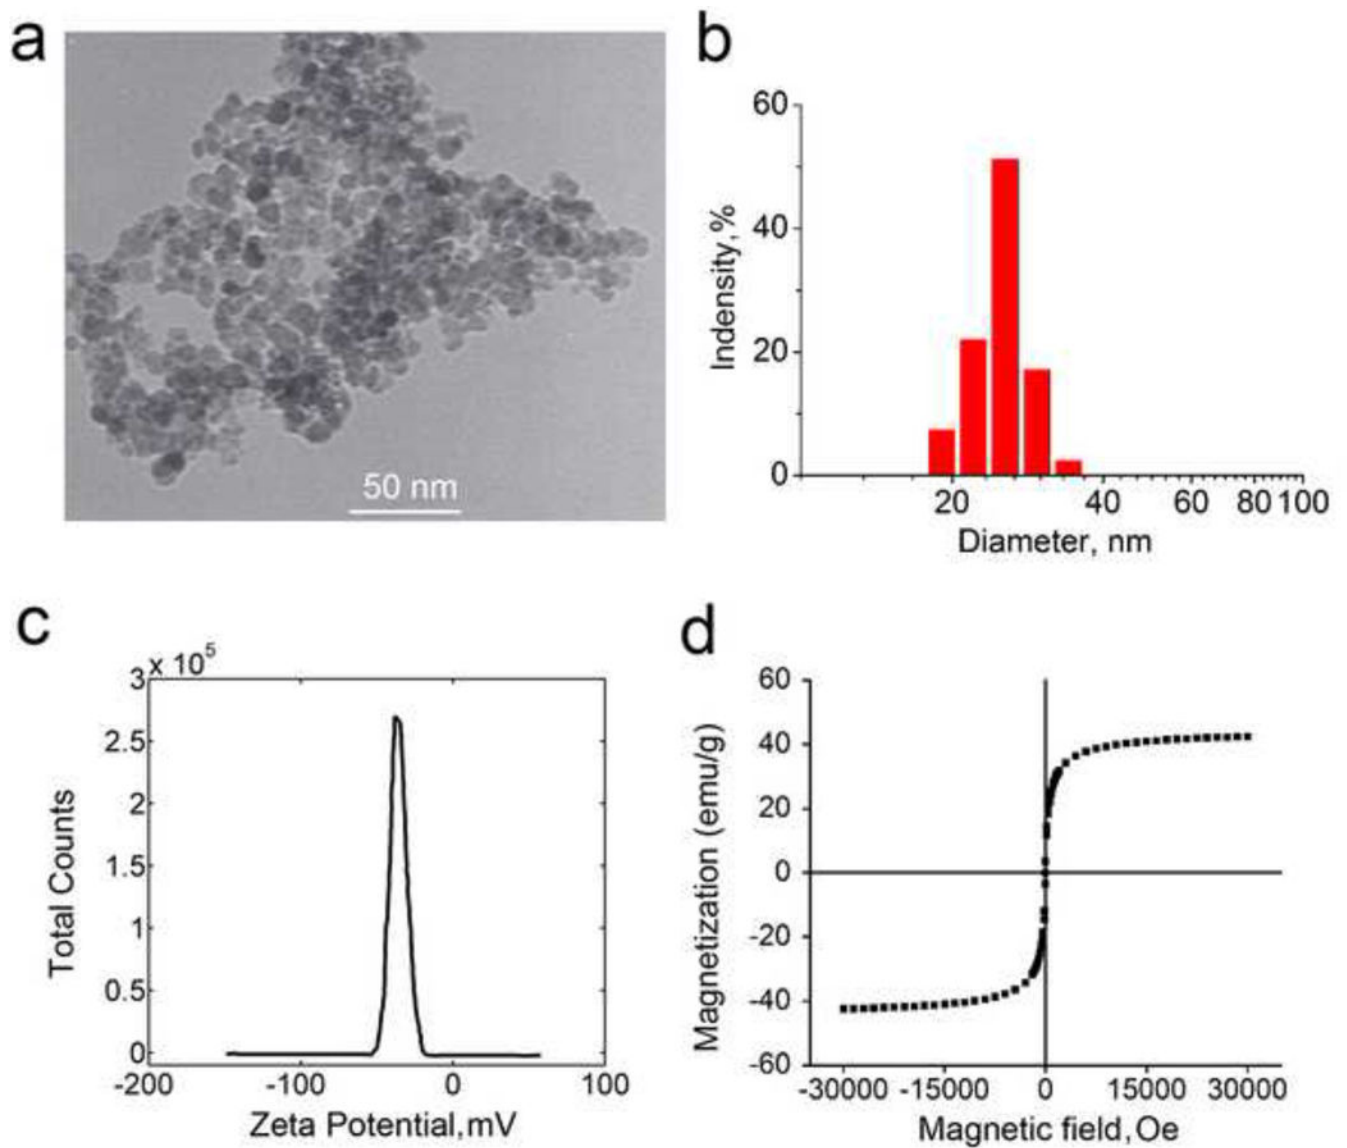 a
50 nm
b
60
40
20
0
Indensity,%
20 40 60 80 100
Diameter, nm
c
3 x 10^5
2.5
2
1.5
1
0.5
0
Total Counts
-200 -100 0 100
Zeta Potential,mV
d
60
40
20
0
-20
-40
-60
Magnetization (emu/g)
-30000 -15000 0 15000 30000
Magnetic field,Oe